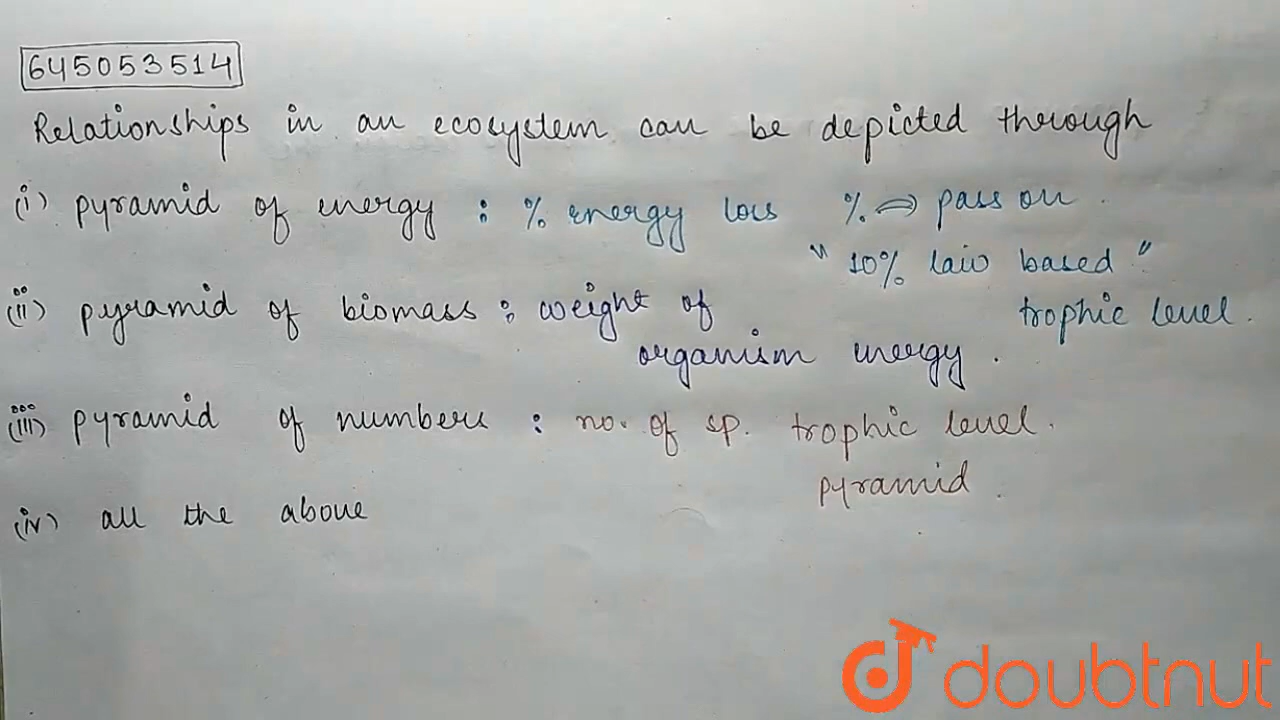 645053514
Relationships in an ecosystem can be depicted through
(i) pyramid of energy : % energy loss % ⇒ pass on.
"10% law based"
(ii) pyramid of biomass : weight of trophic level.
organism energy.
(iii) pyramid of numbers : no. of sp. trophic level.
pyramid.
(iv) all the above
doubtnut